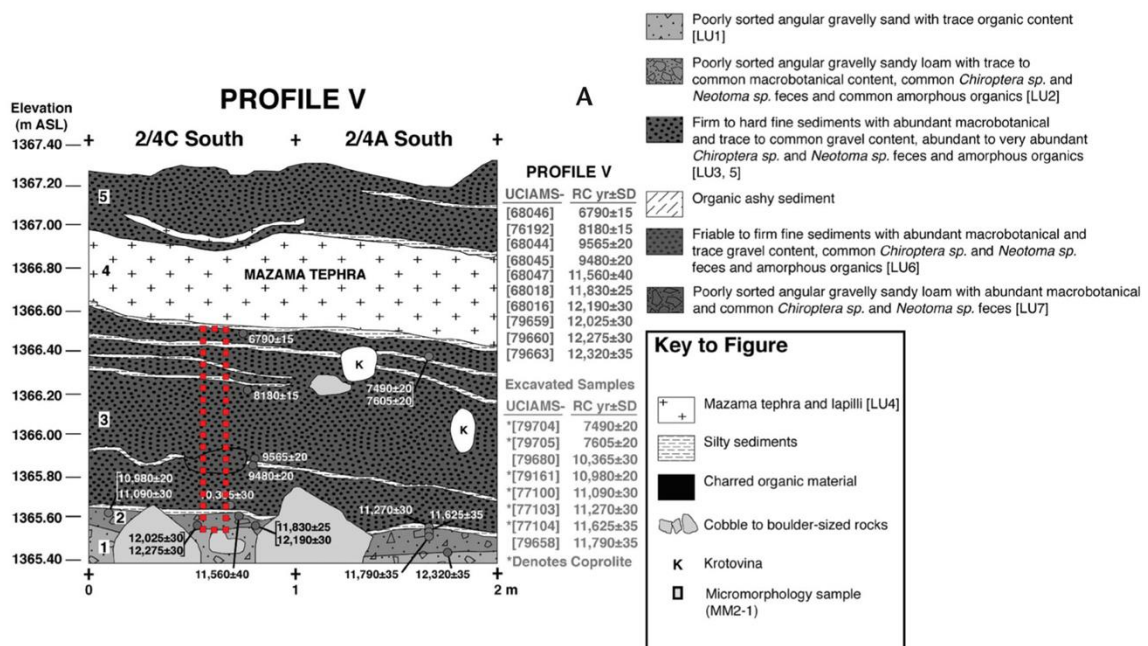 PROFILE V
A
Elevation
(m ASL)
2/4C South
2/4A South
1367.40
1367.20
1367.00
1366.80
1366.60
1366.40
1366.20
1366.00
1365.80
1365.60
1365.40
5
4
MAZAMA TEPHRA
6790±15
K
7490±20
7605±20
8180±15
3
K
9565±20
9480±20
10,980±20
11,090±30
2
11,270±30
11,625±35
11,830±25
12,190±30
12,025±30
12,275±30
1
11,560±40
11,790±35
12,320±35
0
1
2 m
PROFILE V
UCIAMS- RC yr±SD
[68046] 6790±15
[76192] 8180±15
[68044] 9565±20
[68045] 9480±20
[68047] 11,560±40
[68018] 11,830±25
[68016] 12,190±30
[79659] 12,025±30
[79660] 12,275±30
[79663] 12,320±35
Excavated Samples
UCIAMS- RC yr±SD
*[79704] 7490±20
*[79705] 7605±20
[79680] 10,365±30
*[79161] 10,980±20
*[77100] 11,090±30
*[77103] 11,270±30
*[77104] 11,625±35
[79658] 11,790±35
*Denotes Coprolite
Poorly sorted angular gravelly sand with trace organic content
[LU1]
Poorly sorted angular gravelly sandy loam with trace to
common macrobotanical content, common Chiroptera sp. and
Neotoma sp. feces and common amorphous organics [LU2]
Firm to hard fine sediments with abundant macrobotanical
and trace to common gravel content, abundant to very abundant
Chiroptera sp. and Neotoma sp. feces and amorphous organics
[LU3, 5]
Organic ashy sediment
Friable to firm fine sediments with abundant macrobotanical and
trace gravel content, common Chiroptera sp. and Neotoma sp.
feces and amorphous organics [LU6]
Poorly sorted angular gravelly sandy loam with abundant macrobotanical
and common Chiroptera sp. and Neotoma sp. feces [LU7]
Key to Figure
Mazama tephra and lapilli [LU4]
Silty sediments
Charred organic material
Cobble to boulder-sized rocks
K Krotovina
Micromorphology sample
(MM2-1)